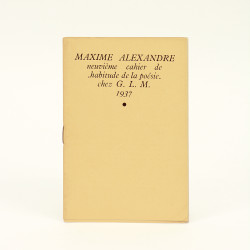 MAXIME ALEXANDRE
neuvième cahier de
habitude de la poésie.
chez G. L. M.
1937